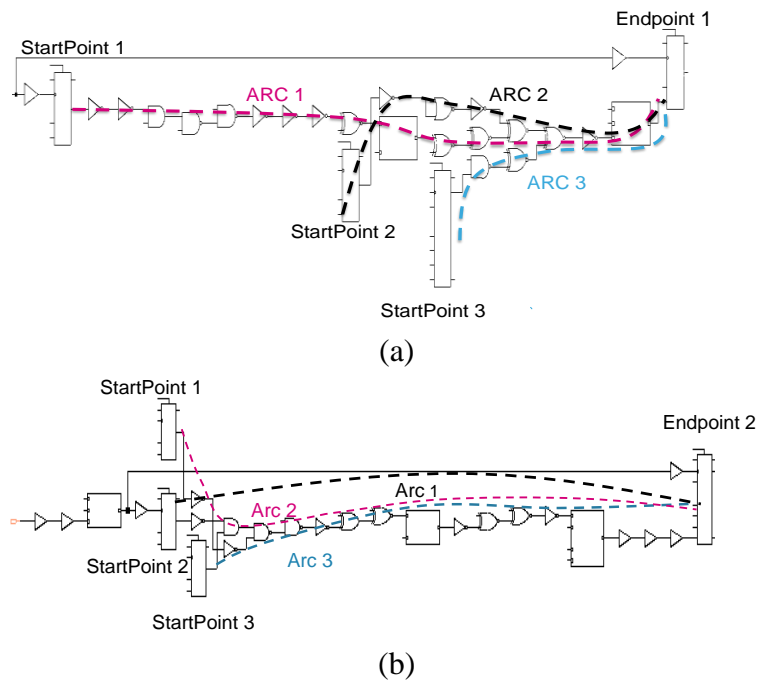 Endpoint 1
StartPoint 1
ARC 1
ARC 2
ARC 3
StartPoint 2
StartPoint 3
(a)
StartPoint 1
Endpoint 2
Arc 1
Arc 2
Arc 3
StartPoint 2
StartPoint 3
(b)